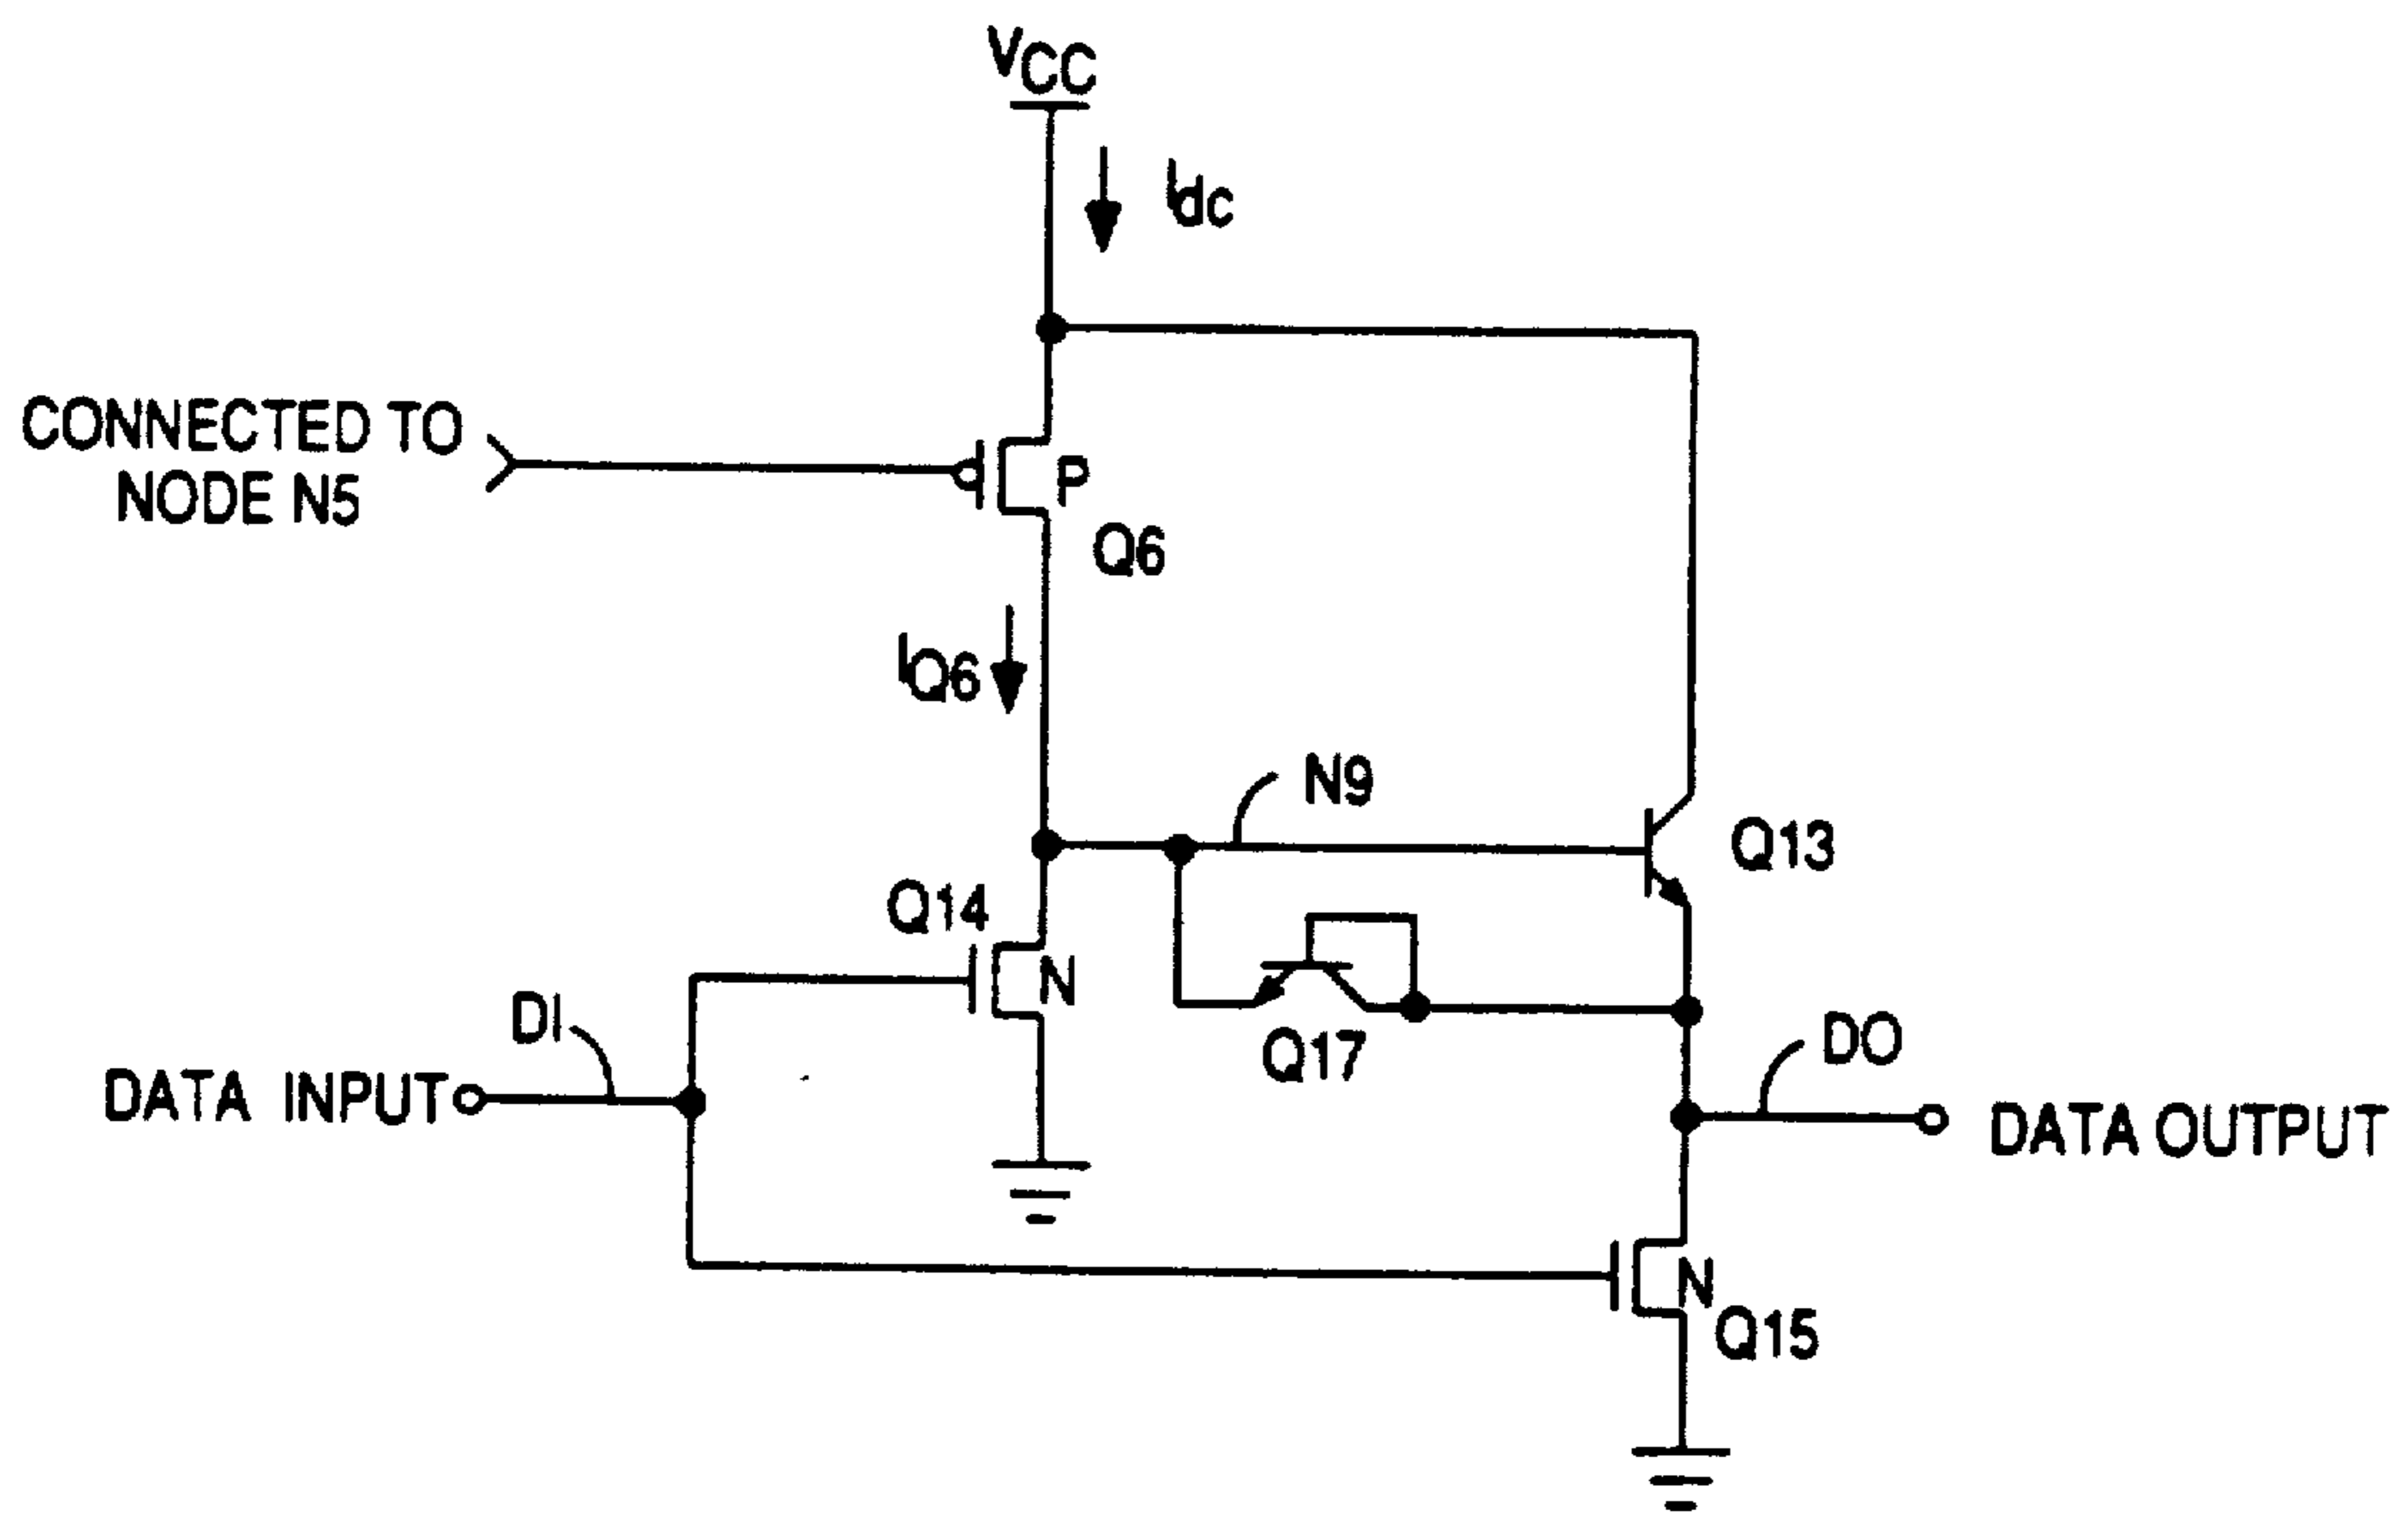 VCC
Idc
CONNECTED TO
NODE N5
P
Q6
IQ6
N9
Q13
Q14
N
DI
Q17
DO
DATA INPUT
DATA OUTPUT
N
Q15